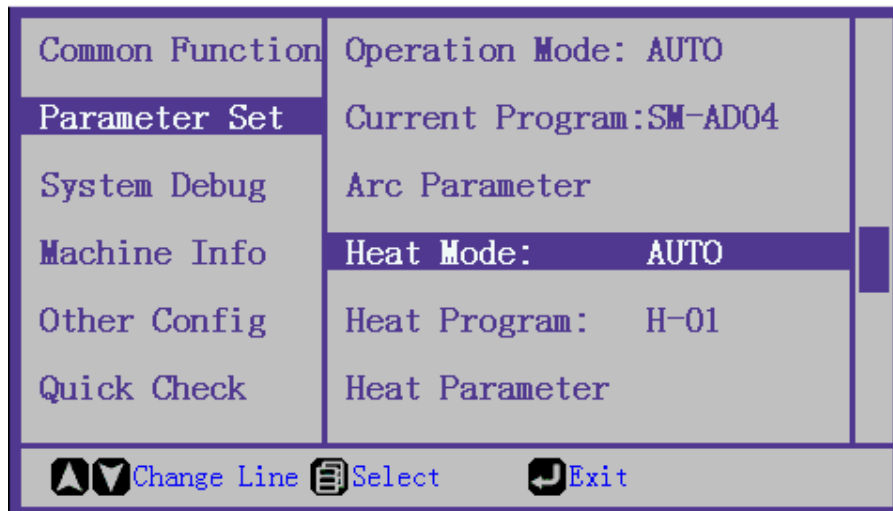 Common Function
Parameter Set
System Debug
Machine Info
Other Config
Quick Check
Operation Mode: AUTO
Current Program:SM-AD04
Arc Parameter
Heat Mode: AUTO
Heat Program: H-01
Heat Parameter
Change Line Select Exit